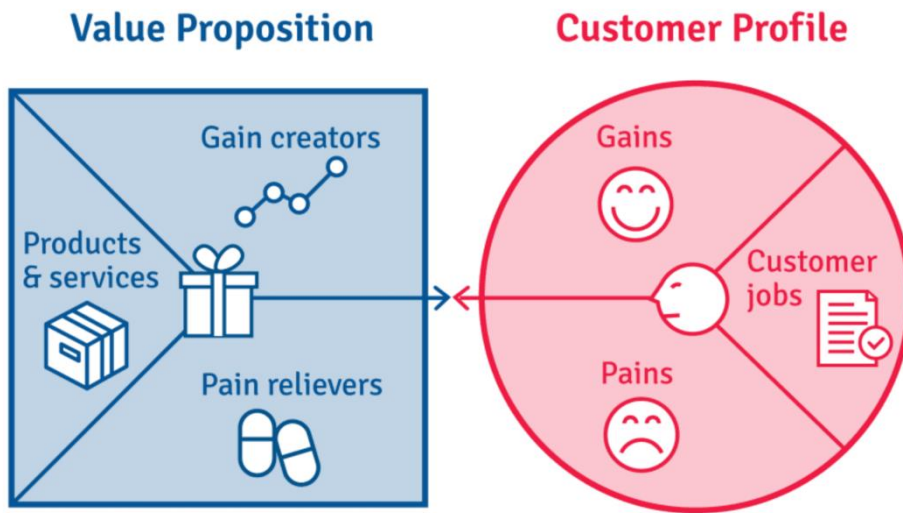 Value Proposition
Customer Profile
Gain creators
Products
& services
Pain relievers
Gains
Customer
jobs
Pains